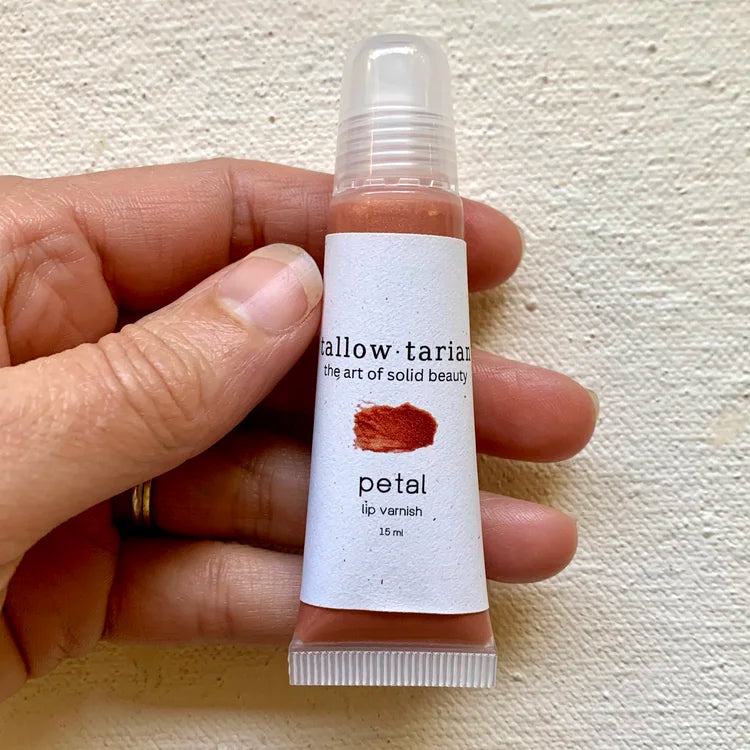 tallow·tarian
the art of solid beauty
petal
lip varnish
15 ml